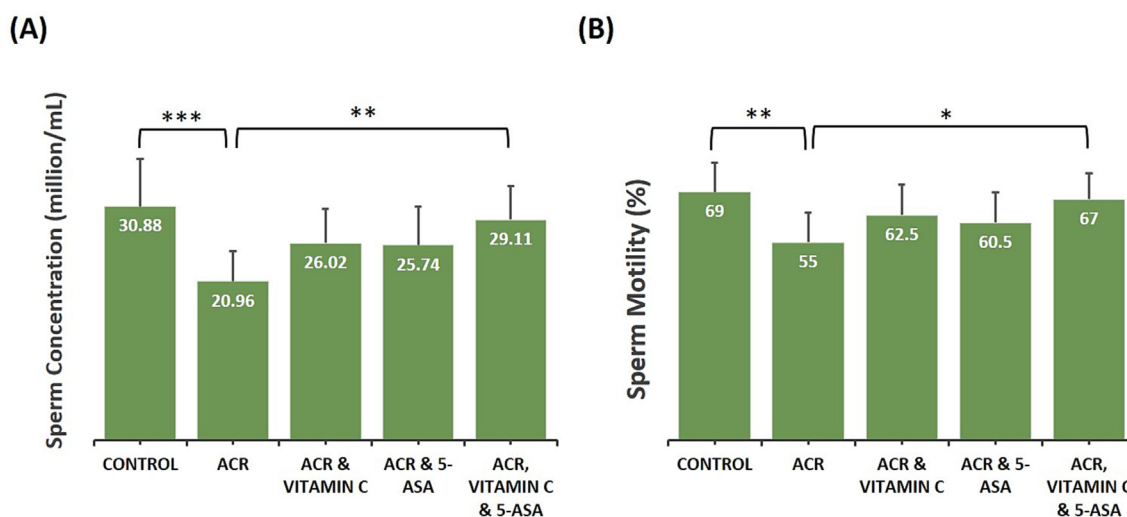 (A)
Sperm Concentration (million/mL)
***
**
30.88
20.96
26.02
25.74
29.11
CONTROL
ACR
ACR &
VITAMIN C
ACR & 5-
ASA
ACR,
VITAMIN C
& 5-ASA
(B)
Sperm Motility (%)
**
*
69
55
62.5
60.5
67
CONTROL
ACR
ACR &
VITAMIN C
ACR & 5-
ASA
ACR,
VITAMIN C
& 5-ASA